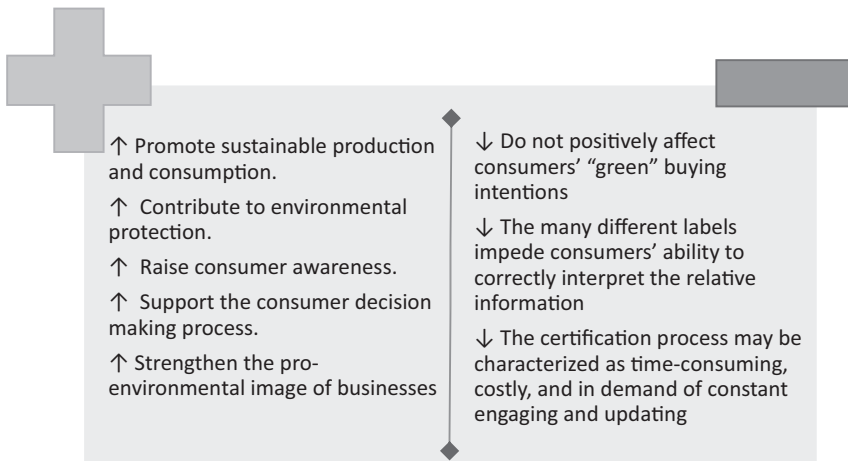 ↑ Promote sustainable production
and consumption.
↑ Contribute to environmental
protection.
↑ Raise consumer awareness.
↑ Support the consumer decision
making process.
↑ Strengthen the pro-
environmental image of businesses
↓ Do not positively affect
consumers’ “green” buying
intentions
↓ The many different labels
impede consumers’ ability to
correctly interpret the relative
information
↓ The certification process may be
characterized as time-consuming,
costly, and in demand of constant
engaging and updating